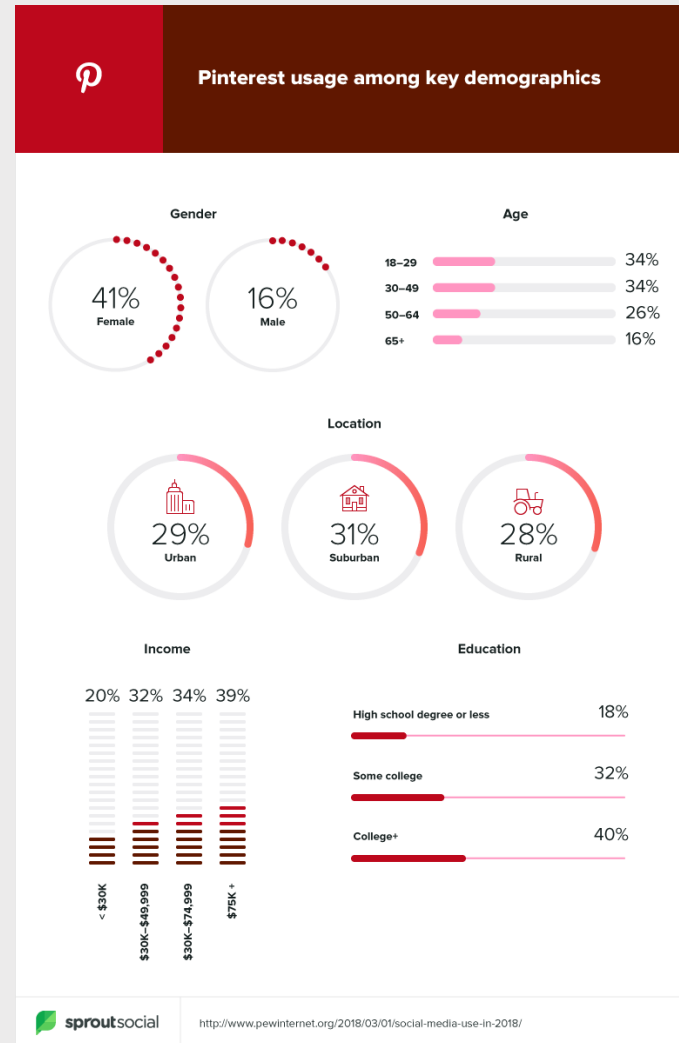 Pinterest usage among key demographics
Gender
41%
Female
16%
Male
Age
18–29 34%
30–49 34%
50–64 26%
65+ 16%
Location
29%
Urban
31%
Suburban
28%
Rural
Income
20% 32% 34% 39%
< $30K
$30K–$49,999
$30K–$74,999
$75K +
Education
High school degree or less 18%
Some college 32%
College+ 40%
sproutsocial
http://www.pewinternet.org/2018/03/01/social-media-use-in-2018/